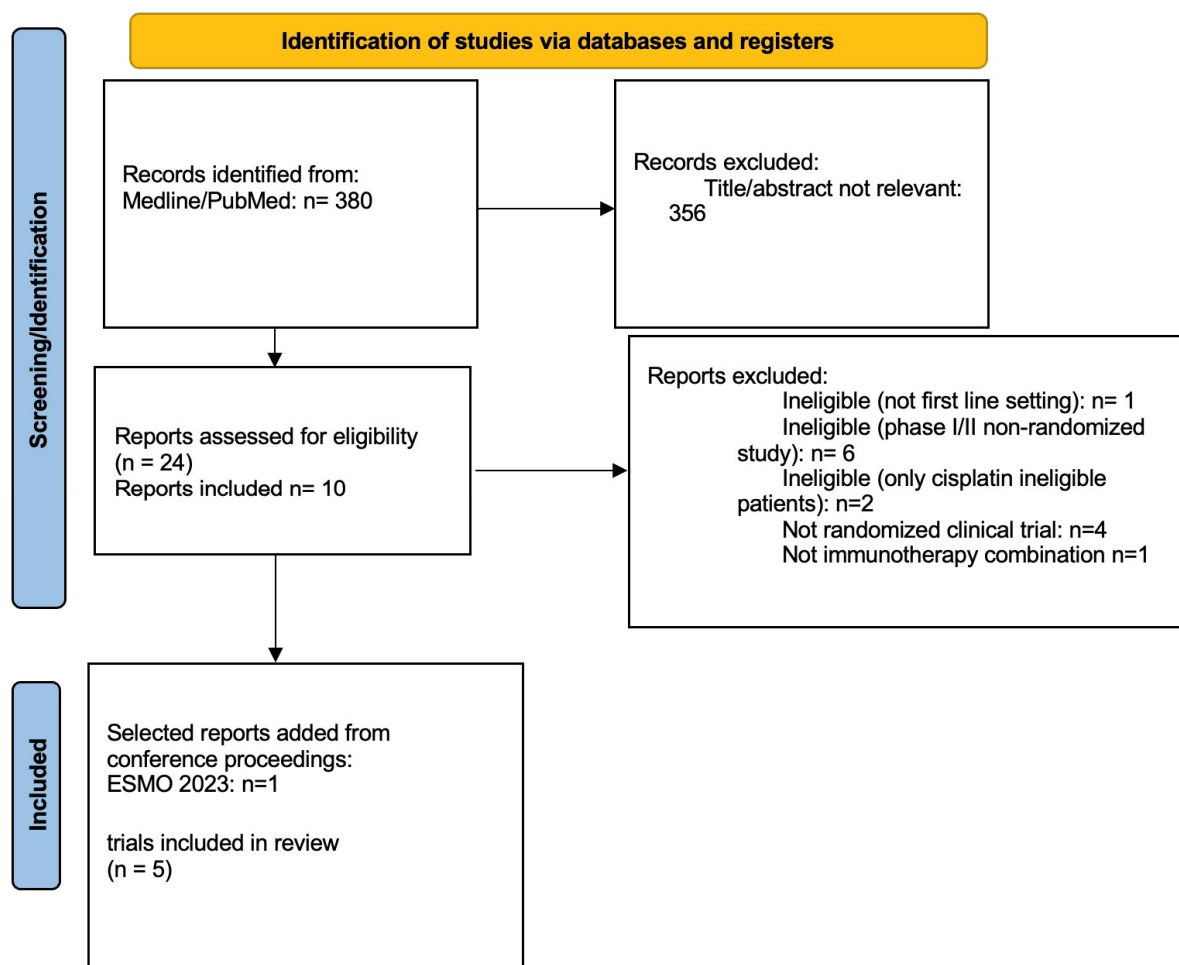 Identification of studies via databases and registers
Screening/Identification
Records identified from:
Medline/PubMed: n= 380
Records excluded:
Title/abstract not relevant:
356
Reports assessed for eligibility
(n = 24)
Reports included n= 10
Reports excluded:
Ineligible (not first line setting): n= 1
Ineligible (phase I/II non-randomized
study): n= 6
Ineligible (only cisplatin ineligible
patients): n=2
Not randomized clinical trial: n=4
Not immunotherapy combination n=1
Included
Selected reports added from
conference proceedings:
ESMO 2023: n=1
trials included in review
(n = 5)